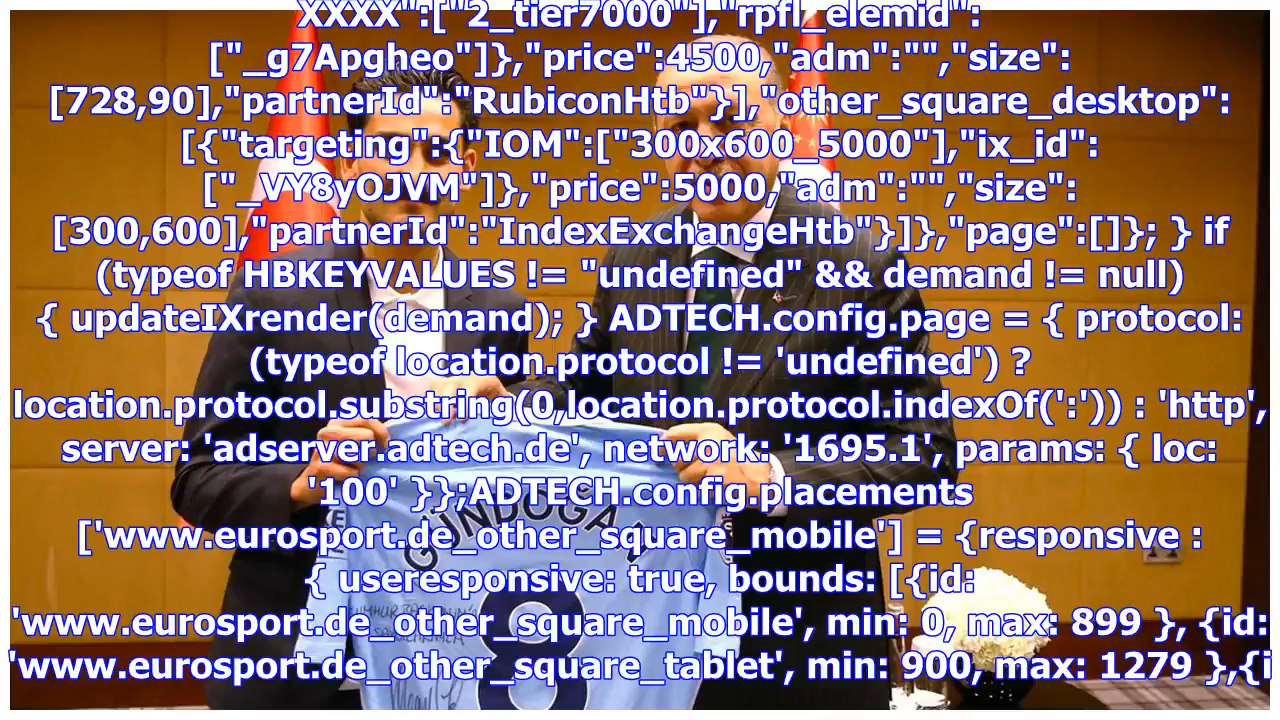 XXXX":["2_tier7000"],"rpfl_elemid":
["_g7Apgheo"]},"price":4500,"adm":"","size":
[728,90],"partnerId":"RubiconHtb"}],"other_square_desktop":
[{"targeting":{"IOM":["300x600_5000"],"ix_id":
["_VY8yOJVM"]},"price":5000,"adm":"","size":
[300,600],"partnerId":"IndexExchangeHtb"}]},"page":[]}; } if
(typeof HBKEYVALUES != "undefined" && demand != null)
{ updateIXrender(demand); } ADTECH.config.page = { protocol:
(typeof location.protocol != 'undefined') ?
location.protocol.substring(0,location.protocol.indexOf(':')) : 'http',
server: 'adserver.adtech.de', network: '1695.1', params: { loc:
'100' }};ADTECH.config.placements
['www.eurosport.de_other_square_mobile'] = {responsive :
{ useresponsive: true, bounds: [{id:
'www.eurosport.de_other_square_mobile', min: 0, max: 899 }, {id:
'www.eurosport.de_other_square_tablet', min: 900, max: 1279 },{i
GÜNDOGAN
8